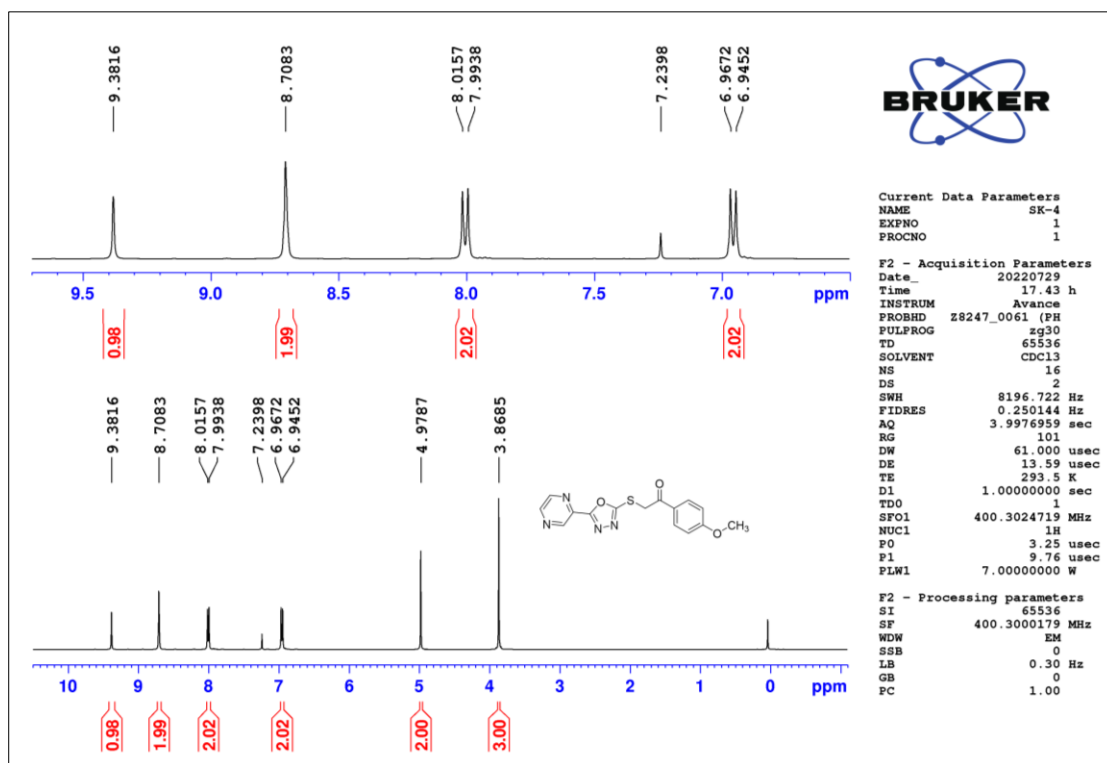 9.3816
8.7083
8.0157
7.9938
7.2398
6.9672
6.9452
9.5 9.0 8.5 8.0 7.5 7.0 ppm
0.98
1.99
2.02
2.02
9.3816
8.7083
8.0157
7.9938
7.2398
6.9672
6.9452
4.9787
3.8685
N
N
O
N
N
S
O
O
CH3
10 9 8 7 6 5 4 3 2 1 0 ppm
0.98
1.99
2.02
2.02
2.00
3.00
BRUKER
Current Data Parameters
NAME SK-4
EXPNO 1
PROCNO 1
F2 - Acquisition Parameters
Date_ 20220729
Time 17.43 h
INSTRUM Avance
PROBHD Z8247_0061 (PH
PULPROG zg30
TD 65536
SOLVENT CDCl3
NS 16
DS 2
SWH 8196.722 Hz
FIDRES 0.250144 Hz
AQ 3.9976959 sec
RG 101
DW 61.000 usec
DE 13.59 usec
TE 293.5 K
D1 1.00000000 sec
TD0 1
SFO1 400.3024719 MHz
NUC1 1H
P0 3.25 usec
P1 9.76 usec
PLW1 7.00000000 W
F2 - Processing parameters
SI 65536
SF 400.3000179 MHz
WDW EM
SSB 0
LB 0.30 Hz
GB 0
PC 1.00